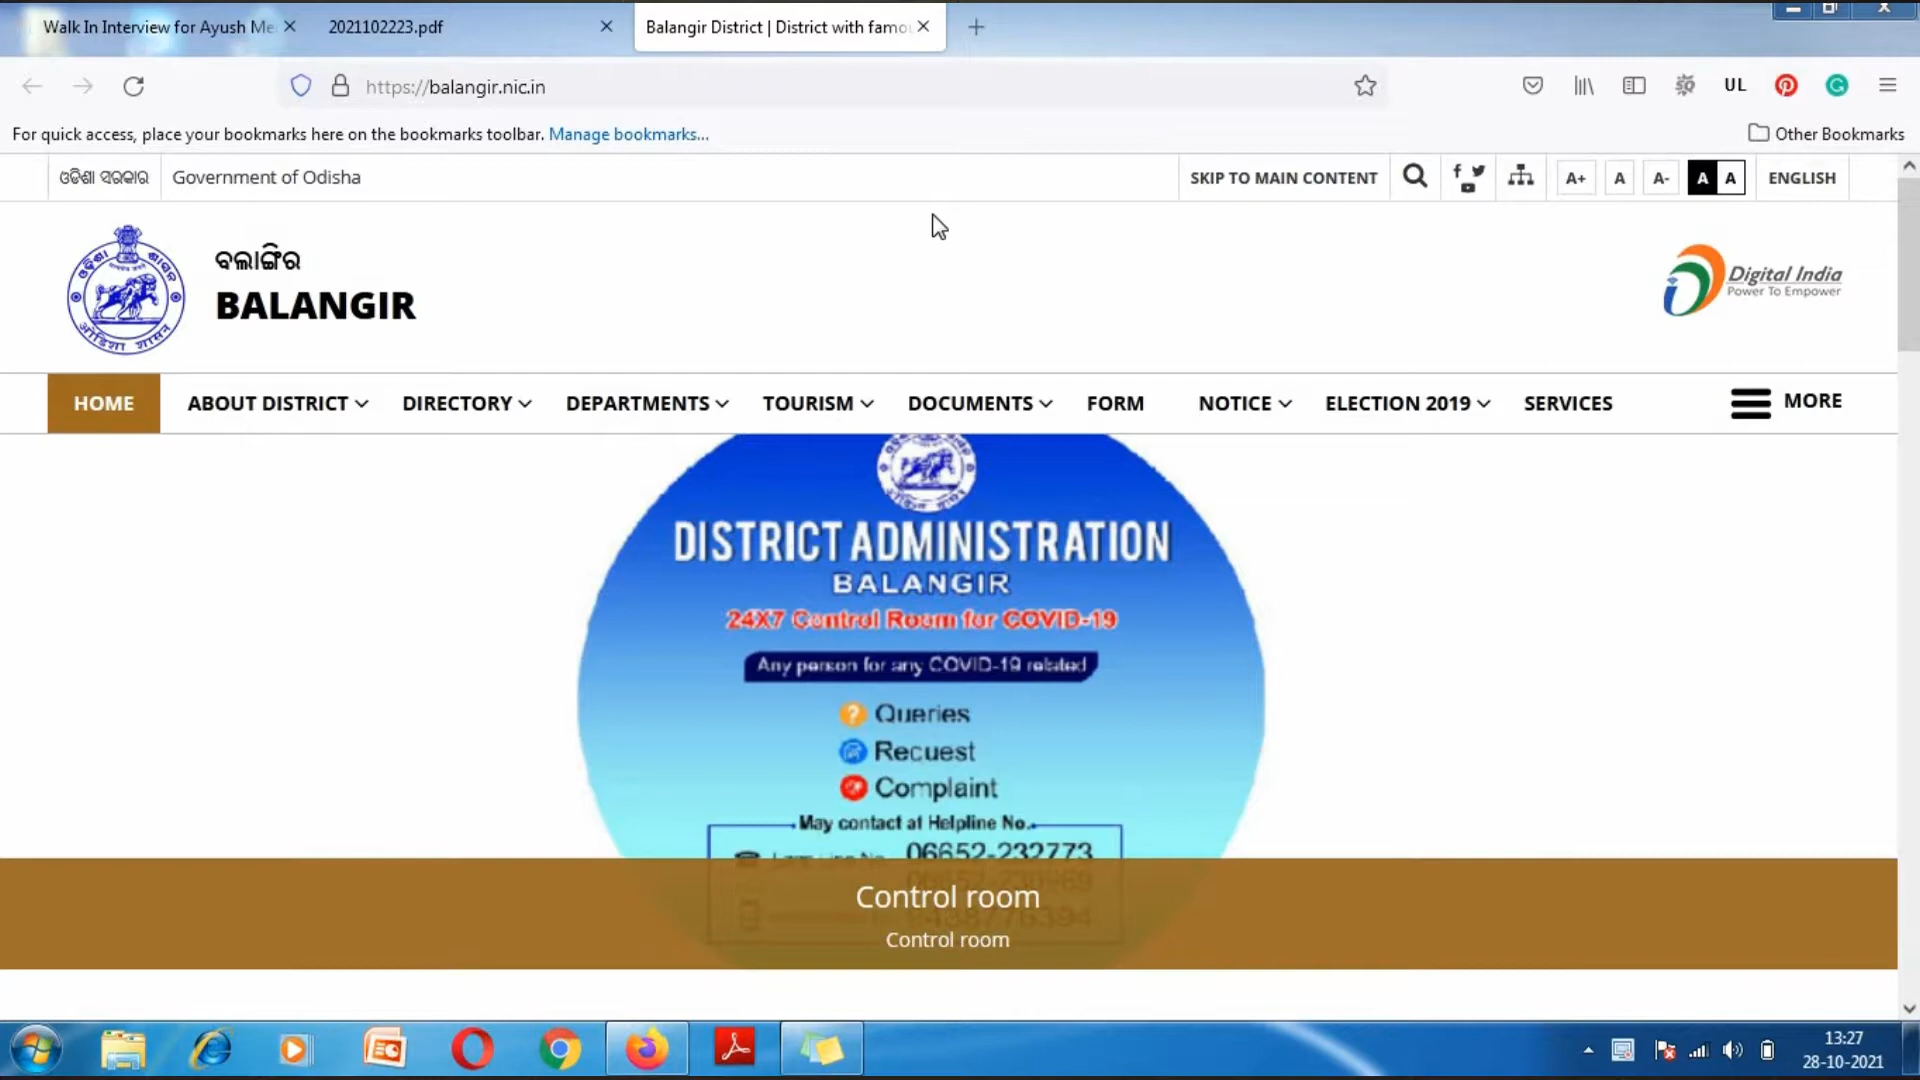 Walk In Interview for Ayush Me
2021102223.pdf
Balangir District | District with famo
https://balangir.nic.in
UL
For quick access, place your bookmarks here on the bookmarks toolbar. Manage bookmarks...
Other Bookmarks
ଓଡିଶା ସରକାର
Government of Odisha
SKIP TO MAIN CONTENT
A+
A
A-
A
A
ENGLISH
ବଲାଙ୍ଗିର
BALANGIR
Digital India
Power To Empower
HOME
ABOUT DISTRICT
DIRECTORY
DEPARTMENTS
TOURISM
DOCUMENTS
FORM
NOTICE
ELECTION 2019
SERVICES
MORE
DISTRICT ADMINISTRATION
BALANGIR
24X7 Control Room for COVID-19
Any person for any COVID-19 related
Queries
Recuest
Complaint
May contact at Helpline No.
06652-232773
Control room
Control room
13:27
28-10-2021